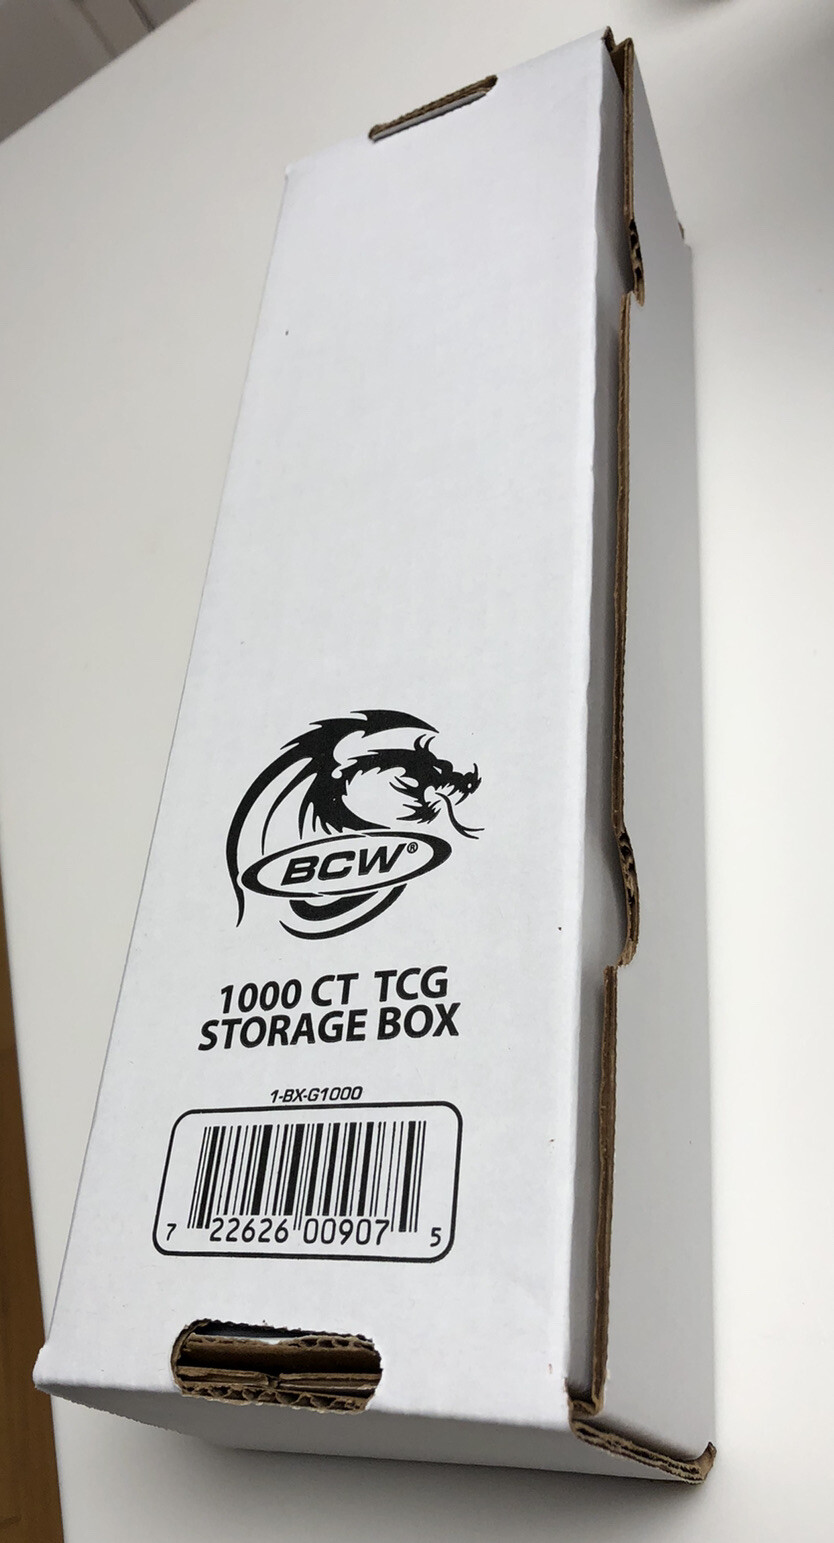 BCW®
1000 CT TCG
STORAGE BOX
1-BX-G1000
7 22626 00907 5